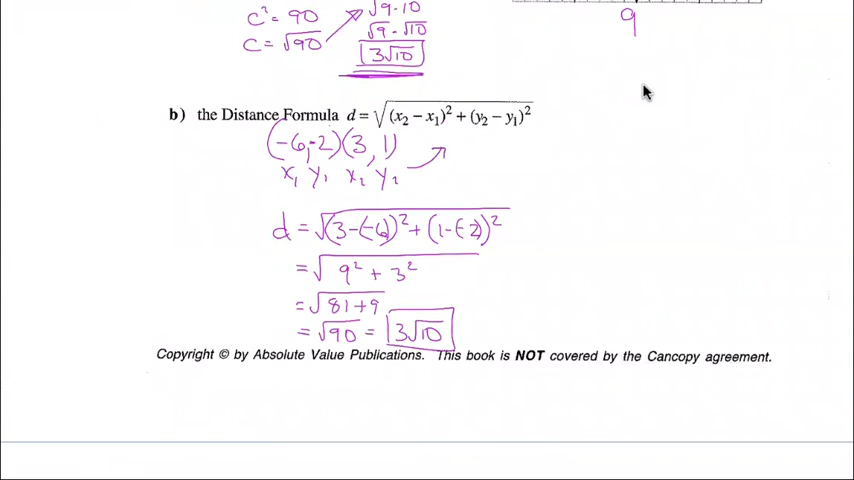 √9·10
c² = 90
√9 · √10
c = √90
3√10
9
b) the Distance Formula d = √(x₂ − x₁)² + (y₂ − y₁)²
(-6,-2)(3, 1)
x₁ y₁ x₂ y₂
d = √(3-(-6))² + (1-(-2))²
= √9² + 3²
= √81+9
= √90 = 3√10
Copyright © by Absolute Value Publications. This book is NOT covered by the Cancopy agreement.